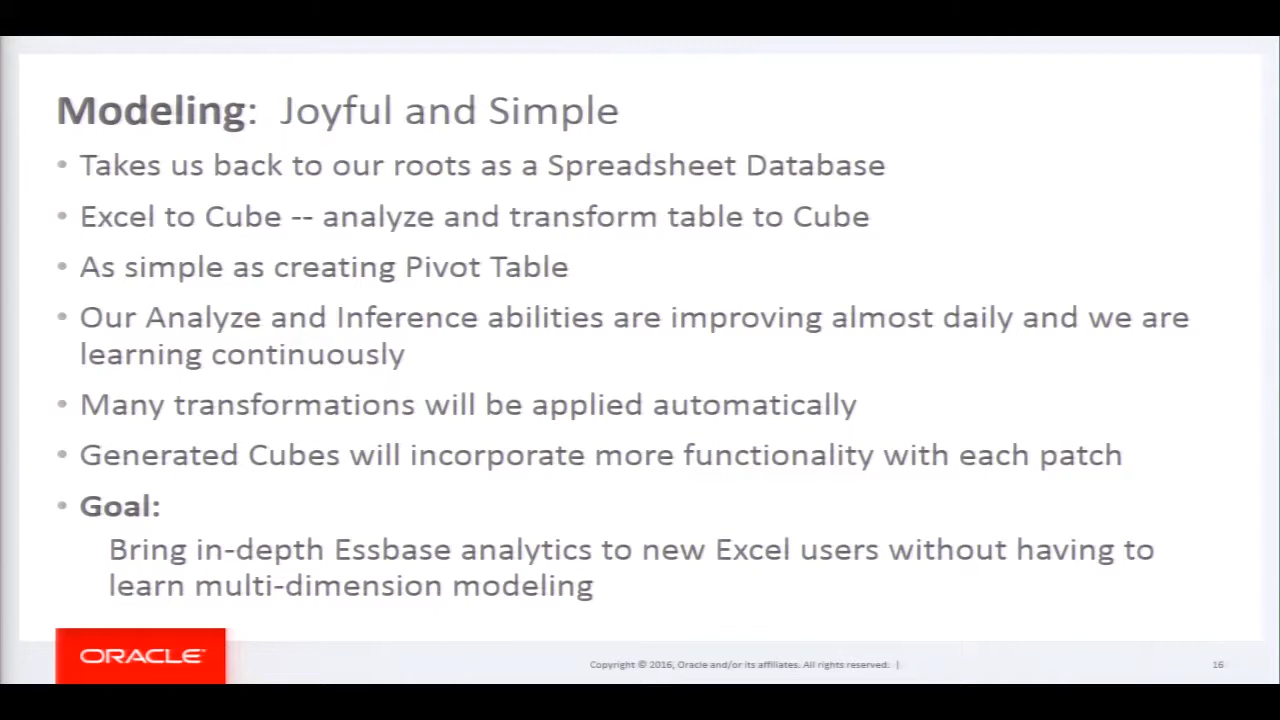 Modeling: Joyful and Simple
• Takes us back to our roots as a Spreadsheet Database
• Excel to Cube -- analyze and transform table to Cube
• As simple as creating Pivot Table
• Our Analyze and Inference abilities are improving almost daily and we are
learning continuously
• Many transformations will be applied automatically
• Generated Cubes will incorporate more functionality with each patch
• Goal:
Bring in-depth Essbase analytics to new Excel users without having to
learn multi-dimension modeling
ORACLE
Copyright © 2016, Oracle and/or its affiliates. All rights reserved. |
16